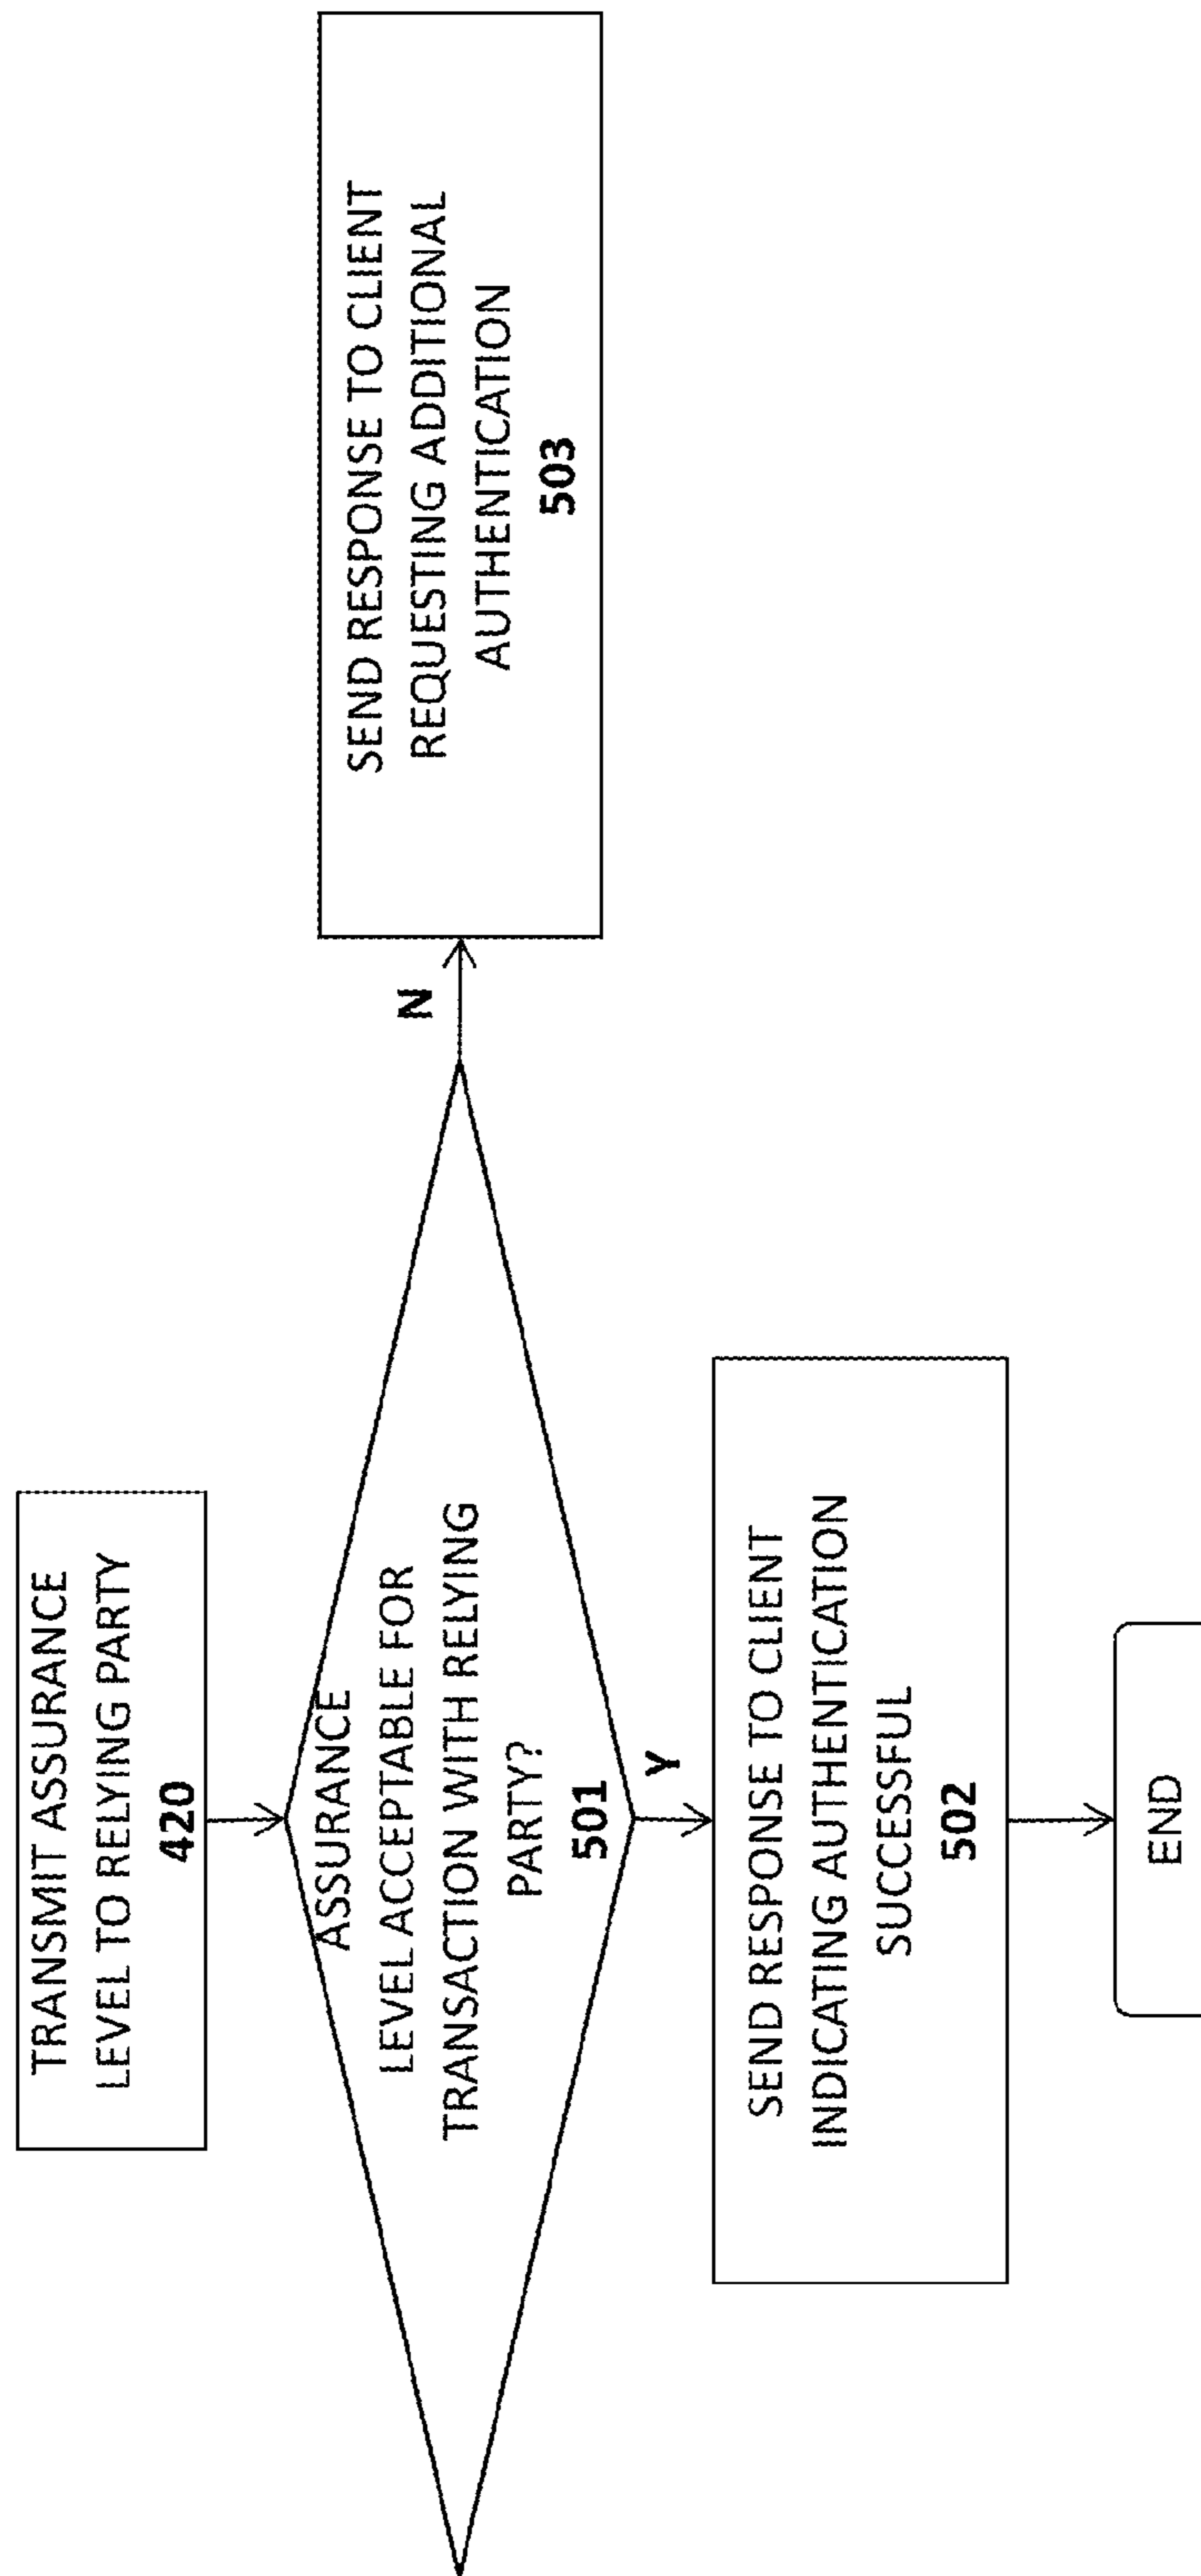 TRANSMIT ASSURANCE
LEVEL TO RELYING PARTY
420
ASSURANCE
LEVEL ACCEPTABLE FOR
TRANSACTION WITH RELYING
PARTY?
501
N
SEND RESPONSE TO CLIENT
REQUESTING ADDITIONAL
AUTHENTICATION
503
Y
SEND RESPONSE TO CLIENT
INDICATING AUTHENTICATION
SUCCESSFUL
502
END